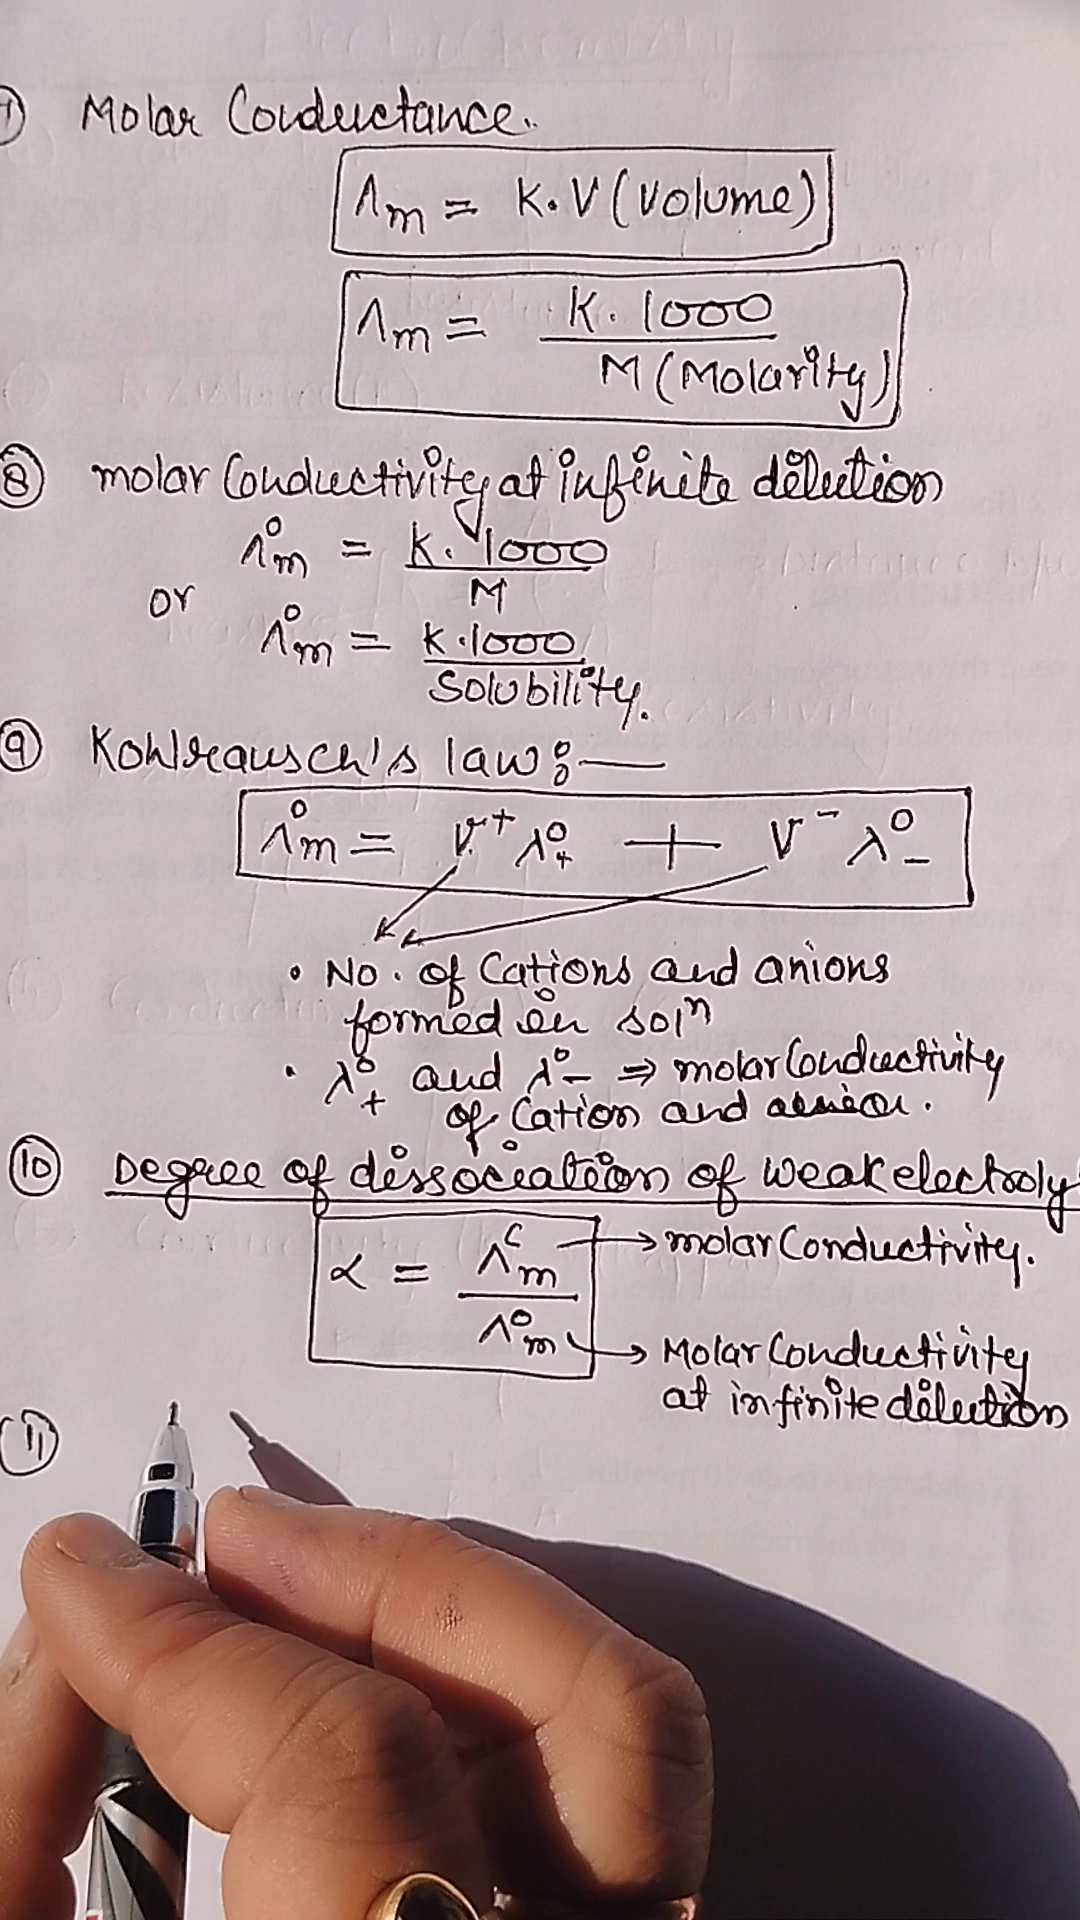 7 Molar Conductance.
Λm = K.V (Volume)
Λm = K. 1000
M (Molarity)
8 molar Conductivity at infinite dilution
Λ°m = K. 1000
M
or
Λ°m = K.1000
Solubility.
9 Kohlrausch's law:—
Λ°m = V+ λ°+ + V- λ°-
• No. of Cations and anions
formed in solⁿ
• λ°+ and λ°- ⇒ molar Conductivity
of Cation and anion.
10 Degree of dissociation of weak electroly
α = Λᶜm → molar Conductivity.
Λ°m → Molar Conductivity
at infinite dilution
11